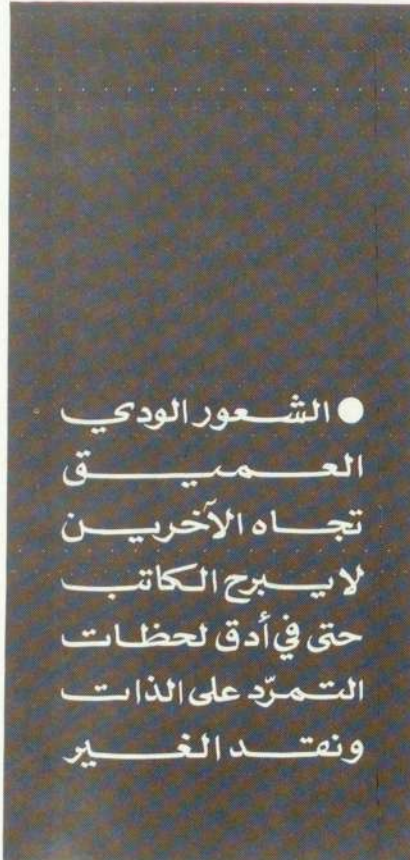 ● الشعور الودي
العميق
تجاه الآخرين
لا يبرح الكاتب
حتى في أدق لحظات
التمرّد على الذات
ونقد الغير